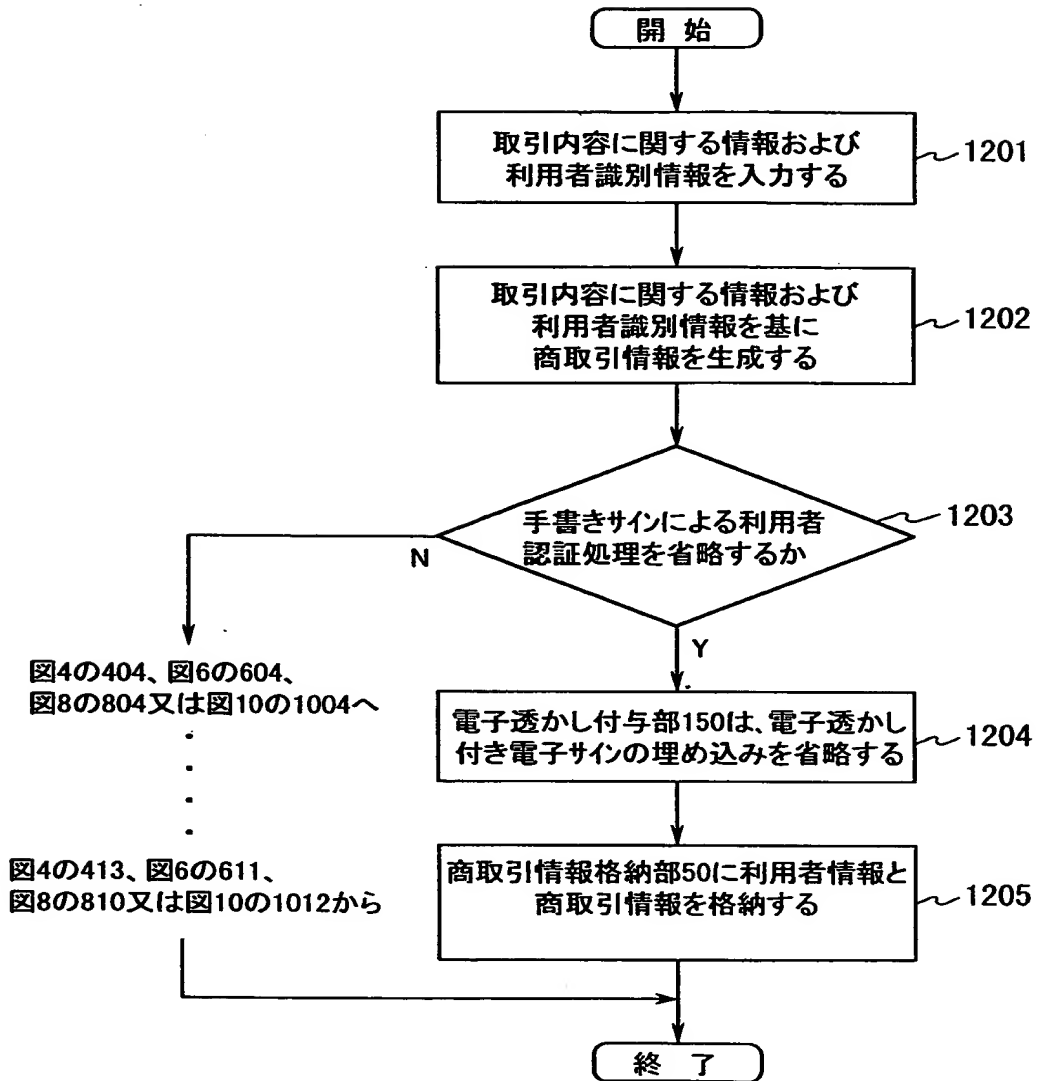 開 始
取引内容に関する情報および
利用者識別情報を入力する
1201
取引内容に関する情報および
利用者識別情報を基に
商取引情報を生成する
1202
手書きサインによる利用者
認証処理を省略するか
1203
N
Y
図4の404、図6の604、
図8の804又は図10の1004へ
図4の413、図6の611、
図8の810又は図10の1012から
電子透かし付与部150は、電子透かし
付き電子サインの埋め込みを省略する
1204
商取引情報格納部50に利用者情報と
商取引情報を格納する
1205
終 了